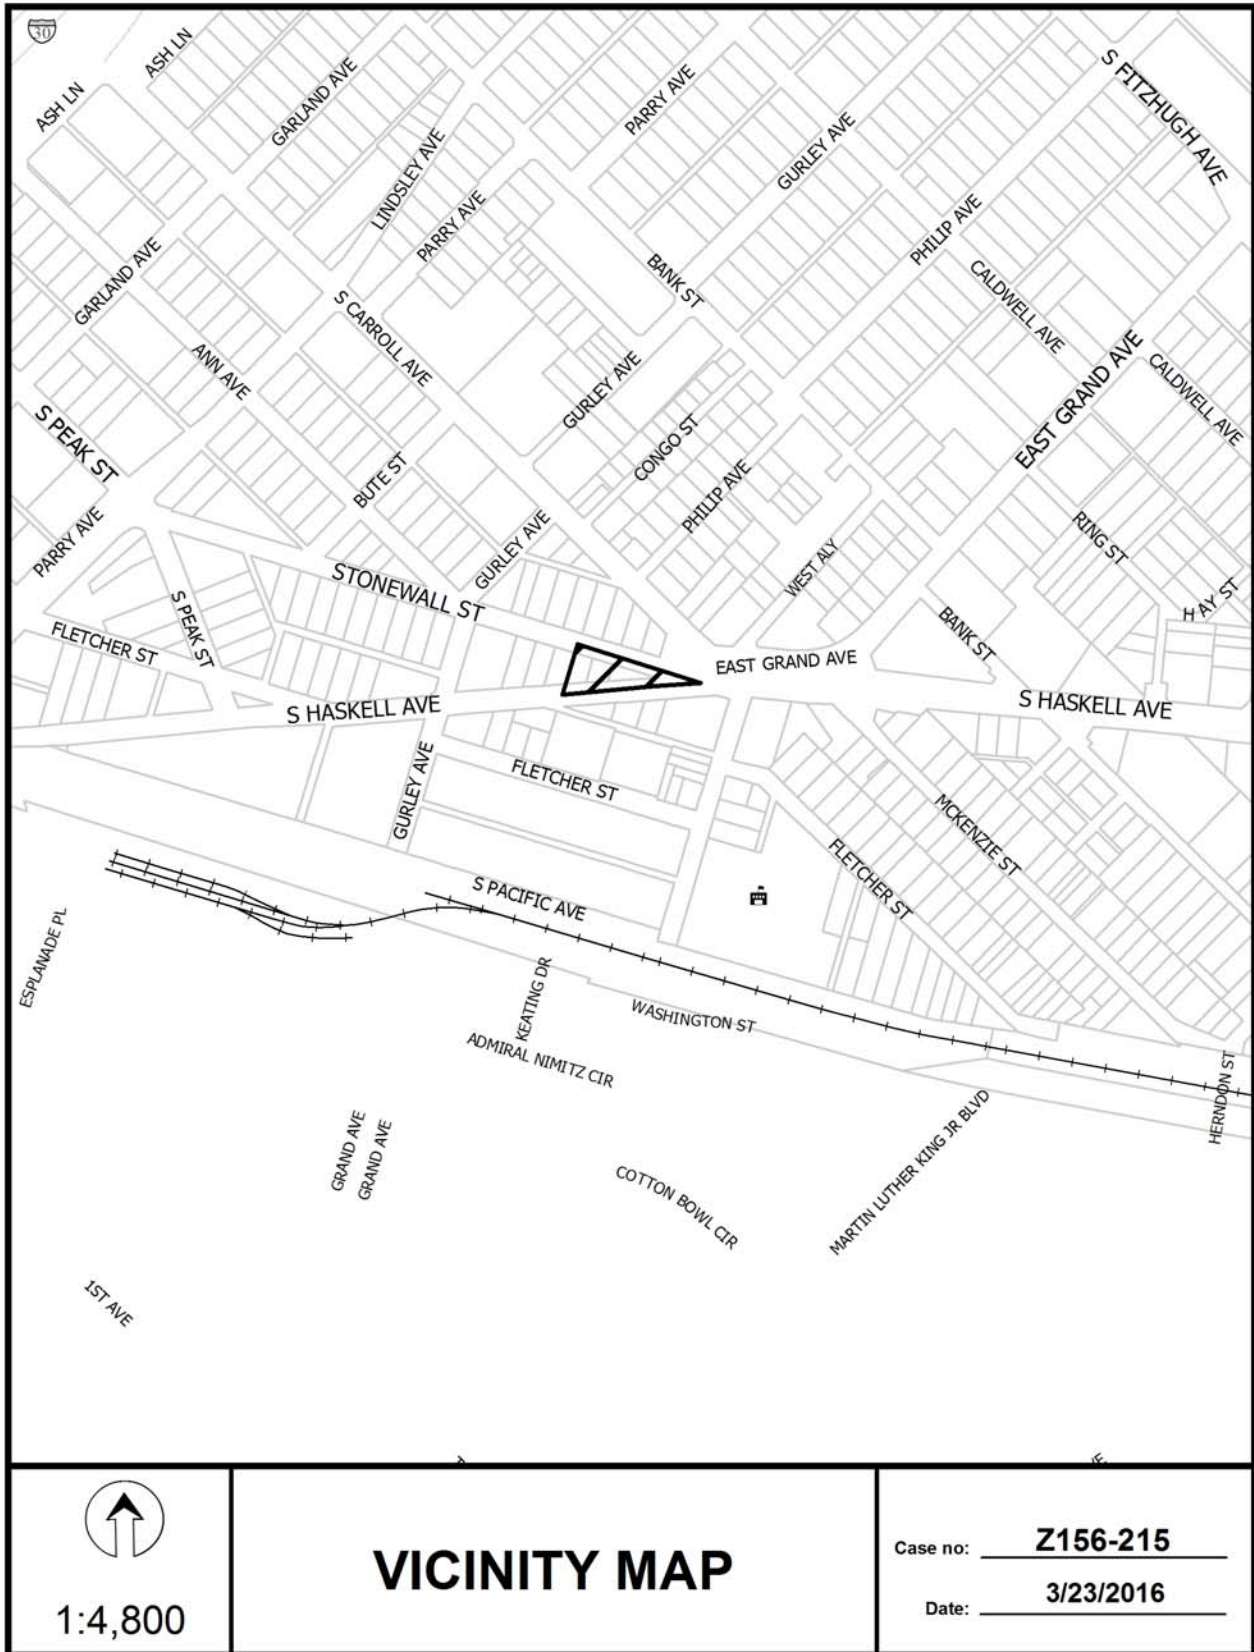 30
ASH LN
ASH LN
GARLAND AVE
PARRY AVE
S FITZHUGH AVE
LINDSLEY AVE
GURLEY AVE
PARRY AVE
PHILIP AVE
GARLAND AVE
BANK ST
CALDWELL AVE
S CARROLL AVE
ANN AVE
GURLEY AVE
EAST GRAND AVE
CALDWELL AVE
S PEAK ST
CONGO ST
BUTE ST
PHILIP AVE
PARRY AVE
GURLEY AVE
RING ST
WEST ALY
STONEWALL ST
HAY ST
S PEAK ST
BANK ST
FLETCHER ST
EAST GRAND AVE
S HASKELL AVE
S HASKELL AVE
GURLEY AVE
FLETCHER ST
MCKENZIE ST
FLETCHER ST
S PACIFIC AVE
ESPLANADE PL
KEATING DR
WASHINGTON ST
ADMIRAL NIMITZ CIR
HERNDON ST
GRAND AVE
GRAND AVE
MARTIN LUTHER KING JR BLVD
COTTON BOWL CIR
1ST AVE
1:4,800
VICINITY MAP
Case no: Z156-215
Date: 3/23/2016